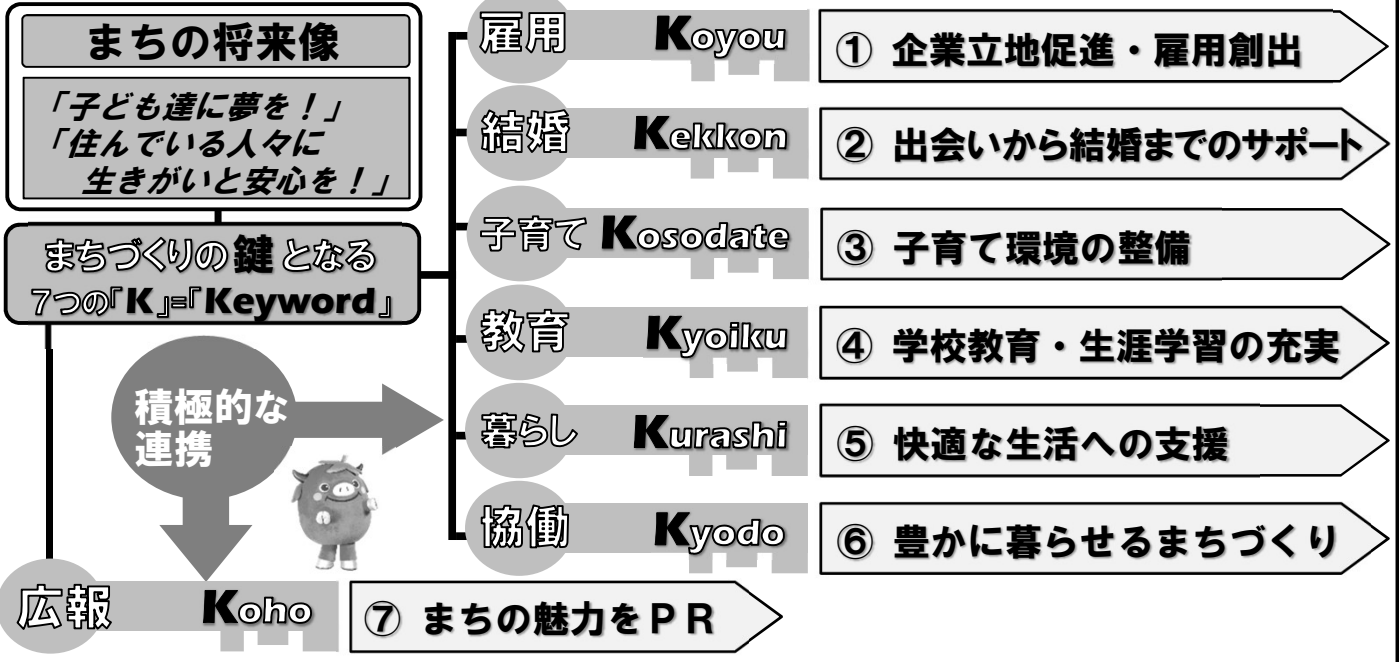 まちの将来像
「子ども達に夢を！」
「住んでいる人々に
生きがいと安心を！」
まちづくりの鍵となる
7つの『K』=『Keyword』
雇用 Koyou
① 企業立地促進・雇用創出
結婚 Kekkon
② 出会いから結婚までのサポート
子育て Kosodate
③ 子育て環境の整備
教育 Kyoiku
④ 学校教育・生涯学習の充実
暮らし Kurashi
⑤ 快適な生活への支援
協働 Kyodo
⑥ 豊かに暮らせるまちづくり
積極的な
連携
広報 Koho
⑦ まちの魅力をＰＲ